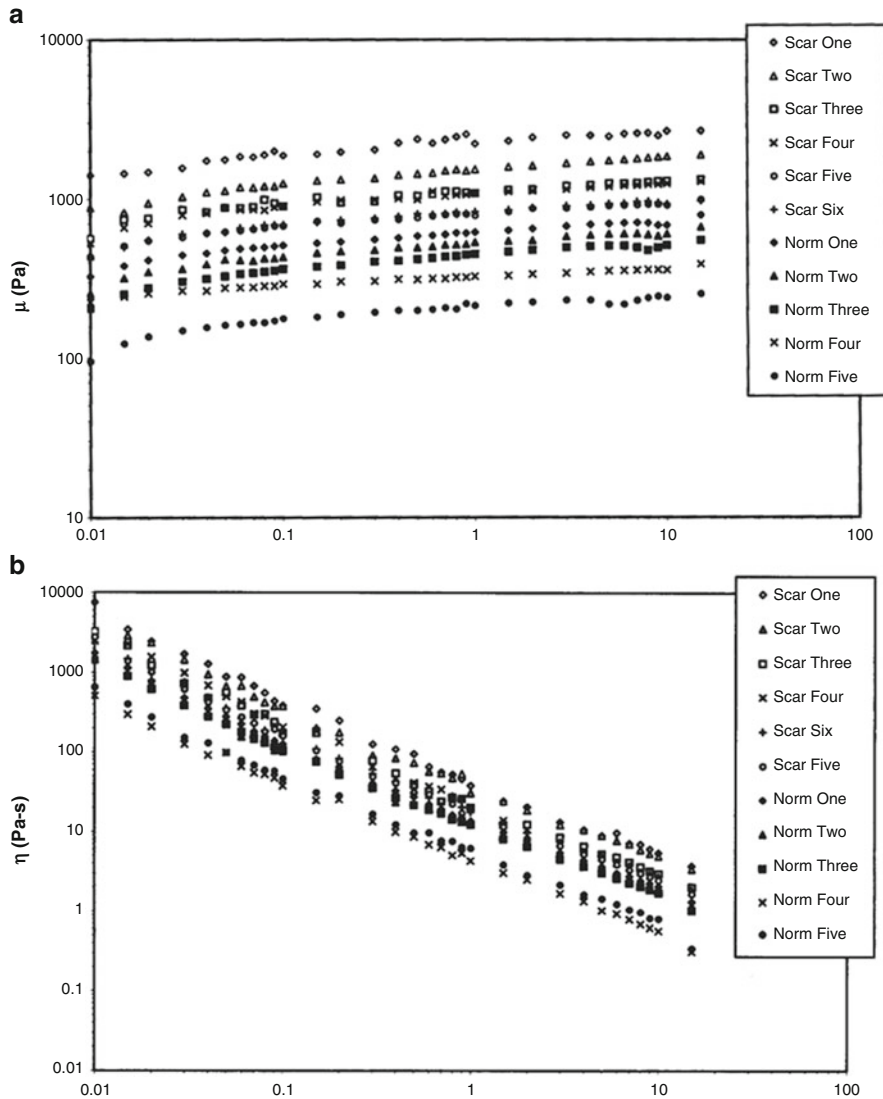 a
10000
1000
100
10
μ (Pa)
0.01
0.1
1
10
100
Scar One
Scar Two
Scar Three
Scar Four
Scar Five
Scar Six
Norm One
Norm Two
Norm Three
Norm Four
Norm Five
b
10000
1000
100
10
1
0.1
0.01
η (Pa-s)
0.01
0.1
1
10
100
Scar One
Scar Two
Scar Three
Scar Four
Scar Six
Scar Five
Norm One
Norm Two
Norm Three
Norm Four
Norm Five